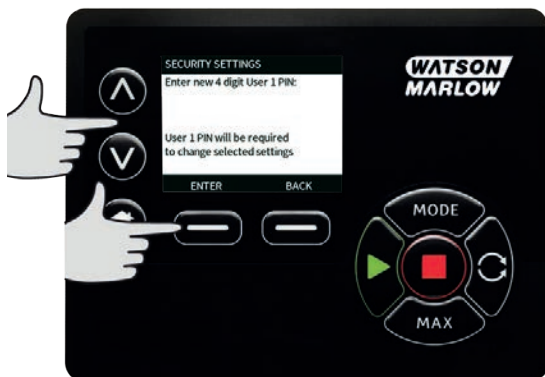 SECURITY SETTINGS
Enter new 4 digit User 1 PIN:
User 1 PIN will be required
to change selected settings
ENTER BACK
WATSON
MARLOW
MODE
MAX